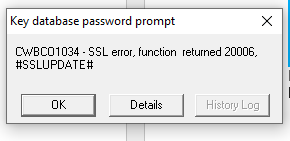 Key database password prompt
CWBCO1034 - SSL error, function  returned 20006,
#SSLUPDATE#
OK
Details
History Log